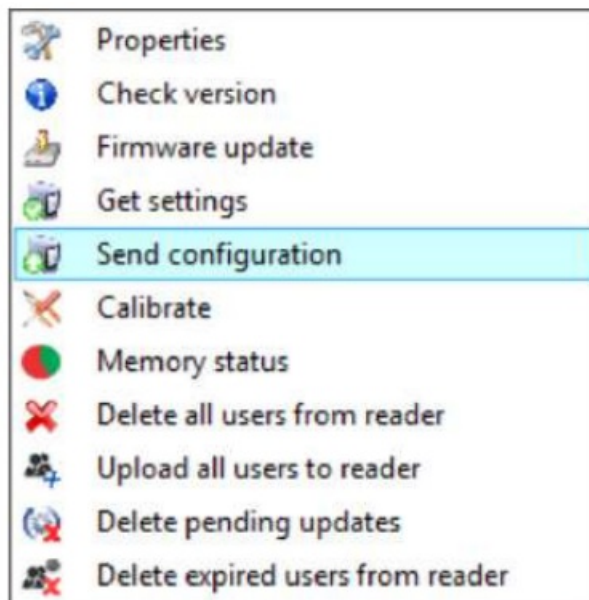 Properties
Check version
Firmware update
Get settings
Send configuration
Calibrate
Memory status
Delete all users from reader
Upload all users to reader
Delete pending updates
Delete expired users from reader